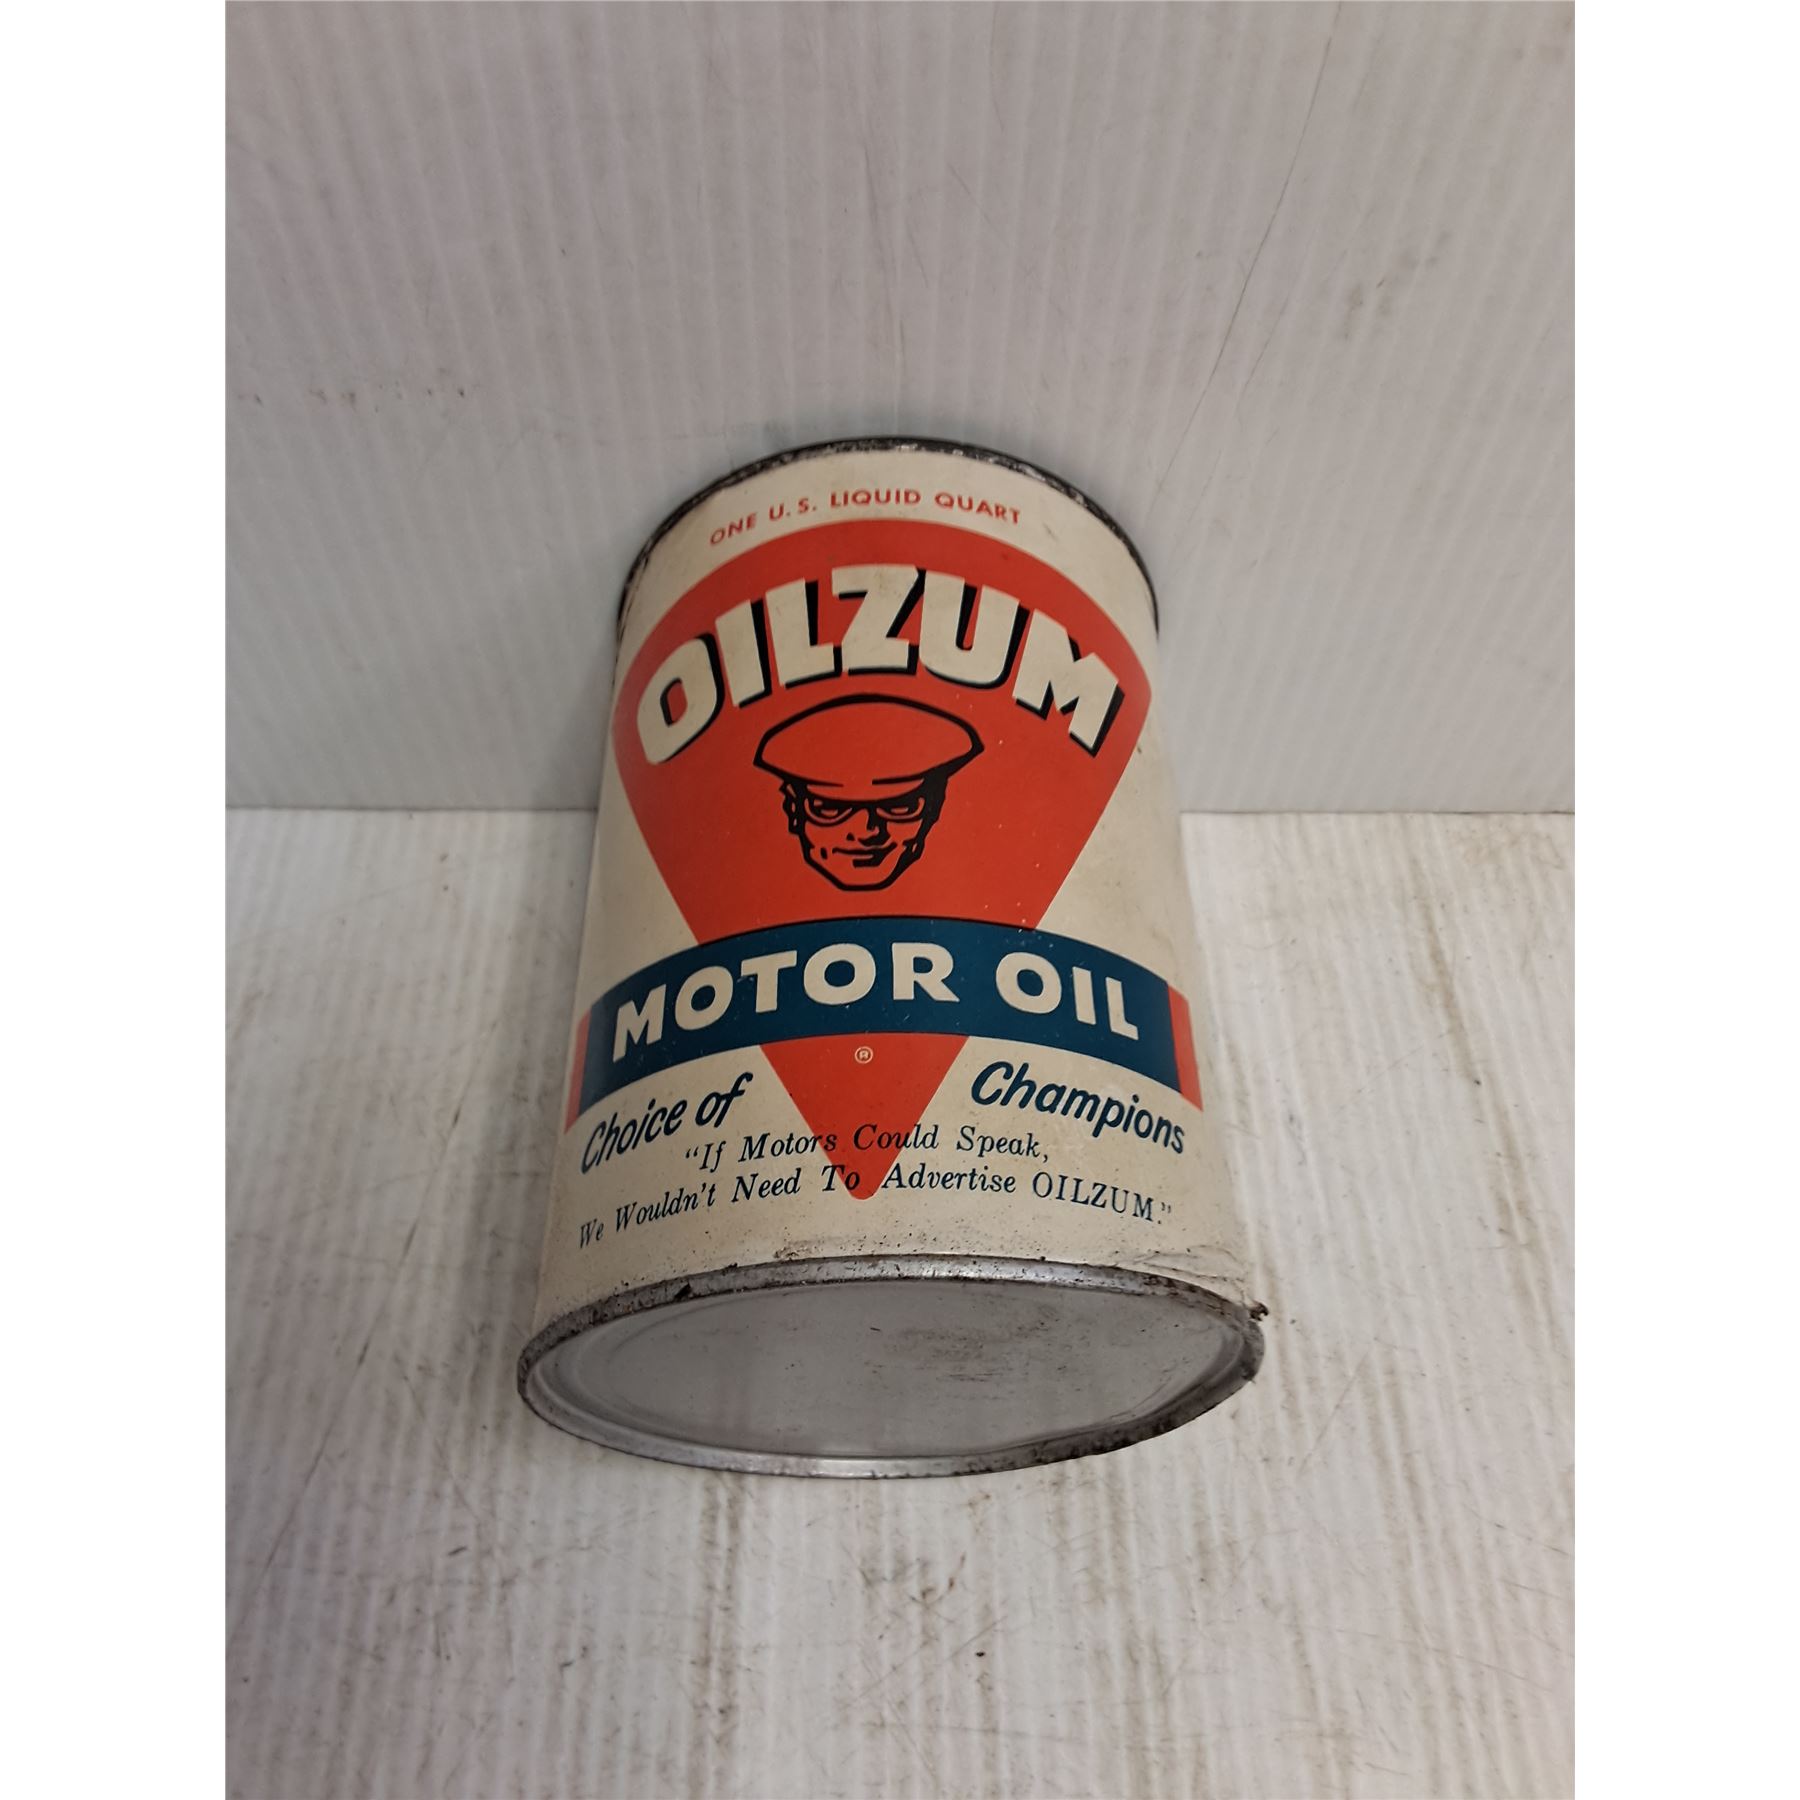 ONE U.S. LIQUID QUART
OILZUM
MOTOR OIL
®
Choice of Champions
"If Motors Could Speak,
We Wouldn't Need To Advertise OILZUM."